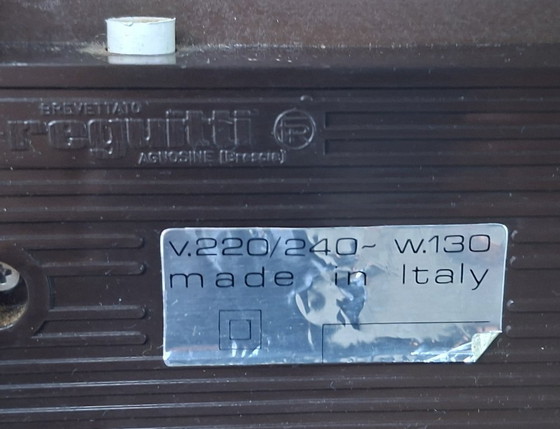 BREVETTATO
reguitti R
AGNOSINE (Brescia)
v.220/240~ w.130
made in Italy